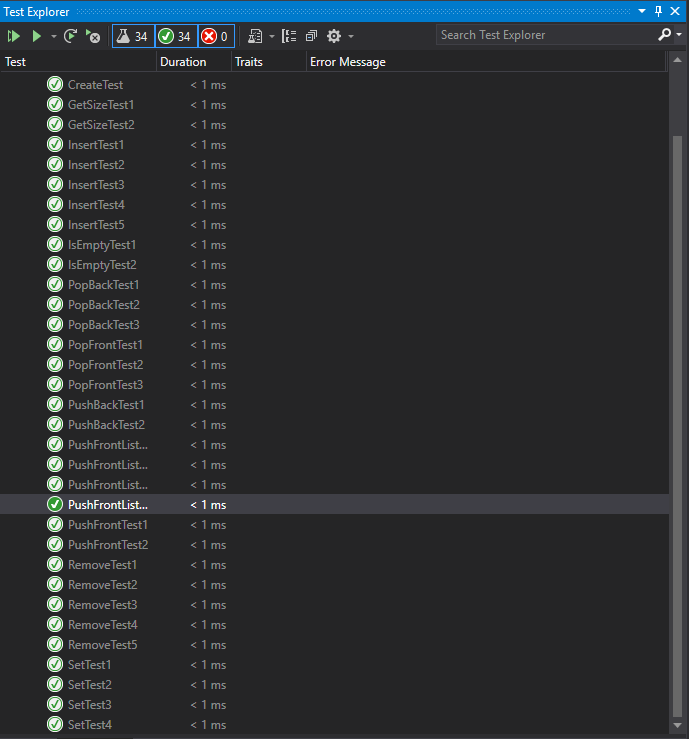 Test Explorer
34 34 0 Search Test Explorer
Test Duration Traits Error Message
CreateTest < 1 ms
GetSizeTest1 < 1 ms
GetSizeTest2 < 1 ms
InsertTest1 < 1 ms
InsertTest2 < 1 ms
InsertTest3 < 1 ms
InsertTest4 < 1 ms
InsertTest5 < 1 ms
IsEmptyTest1 < 1 ms
IsEmptyTest2 < 1 ms
PopBackTest1 < 1 ms
PopBackTest2 < 1 ms
PopBackTest3 < 1 ms
PopFrontTest1 < 1 ms
PopFrontTest2 < 1 ms
PopFrontTest3 < 1 ms
PushBackTest1 < 1 ms
PushBackTest2 < 1 ms
PushFrontList... < 1 ms
PushFrontList... < 1 ms
PushFrontList... < 1 ms
PushFrontList... < 1 ms
PushFrontTest1 < 1 ms
PushFrontTest2 < 1 ms
RemoveTest1 < 1 ms
RemoveTest2 < 1 ms
RemoveTest3 < 1 ms
RemoveTest4 < 1 ms
RemoveTest5 < 1 ms
SetTest1 < 1 ms
SetTest2 < 1 ms
SetTest3 < 1 ms
SetTest4 < 1 ms